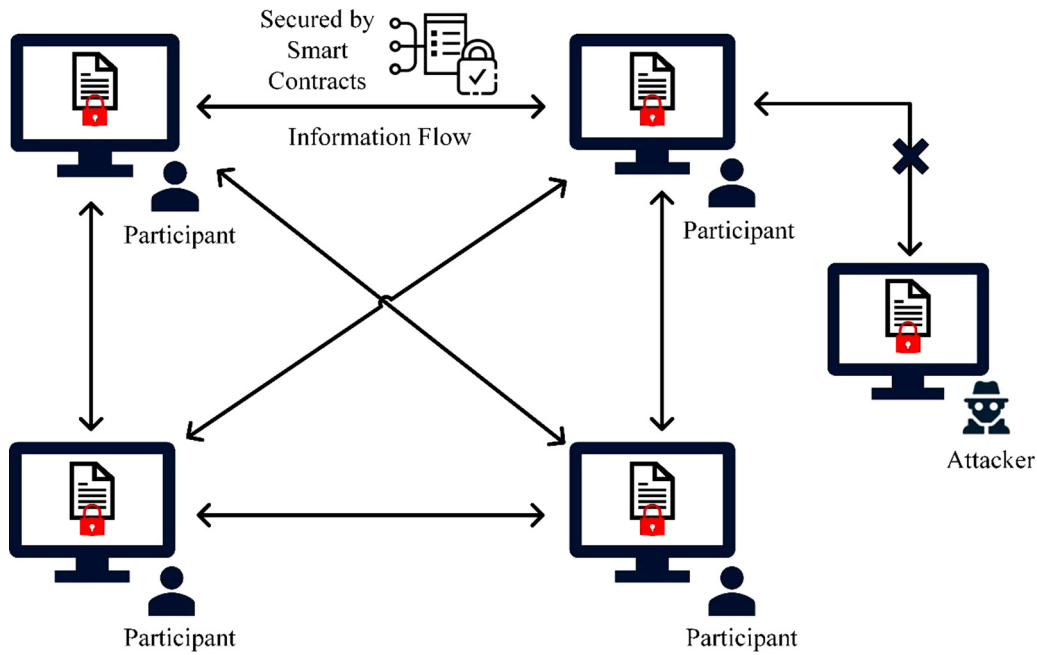 Secured by
Smart
Contracts
Information Flow
Participant
Participant
Attacker
Participant
Participant